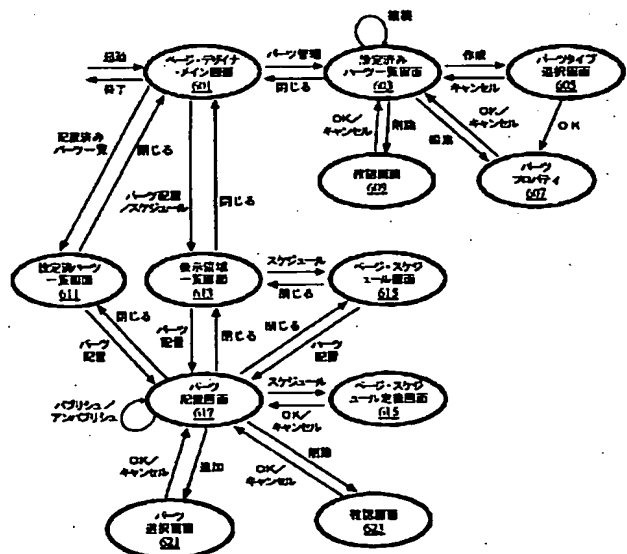 起動
終了
ページ・デザイナ
・メイン画面
601
パーツ管理
閉じる
設定済み
パーツ一覧画面
603
作成
キャンセル
パーツタイプ
選択画面
605
OK/
キャンセル
削除
編集
OK/
キャンセル
OK
確認画面
609
パーツ
プロパティ
607
配置済み
パーツ一覧
閉じる
パーツ配置
/スケジュール
閉じる
設定済パーツ
一覧画面
611
表示領域
一覧画面
613
スケジュール
閉じる
ページ・スケジ
ュール画面
615
パーツ
配置
閉じる
パーツ
配置
閉じる
閉じる
パーツ
配置
パブリシュ/
アンパブリシュ
パーツ
配置画面
617
スケジュール
OK/
キャンセル
ページ・スケジ
ュール定義画面
615
OK/
キャンセル
追加
OK/
キャンセル
削除
パーツ
選択画面
621
確認画面
621